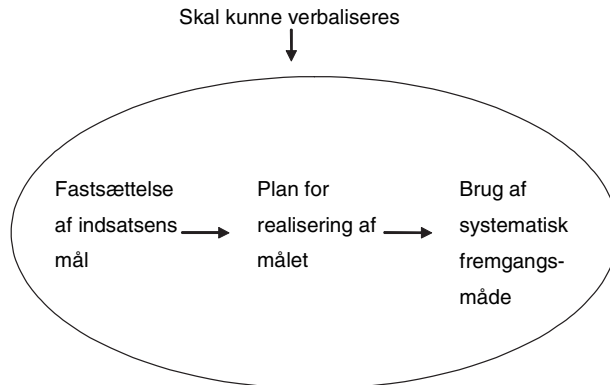 Skal kunne verbaliseres
Fastsættelse
af indsatsens
mål
Plan for
realisering af
målet
Brug af
systematisk
fremgangs-
måde